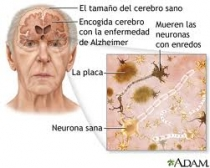 El tamaño del cerebro sano
Encogida cerebro
con la enfermedad
de Alzheimer
Mueren las
neuronas
con enredos
La placa
Neurona sana
ADAM.